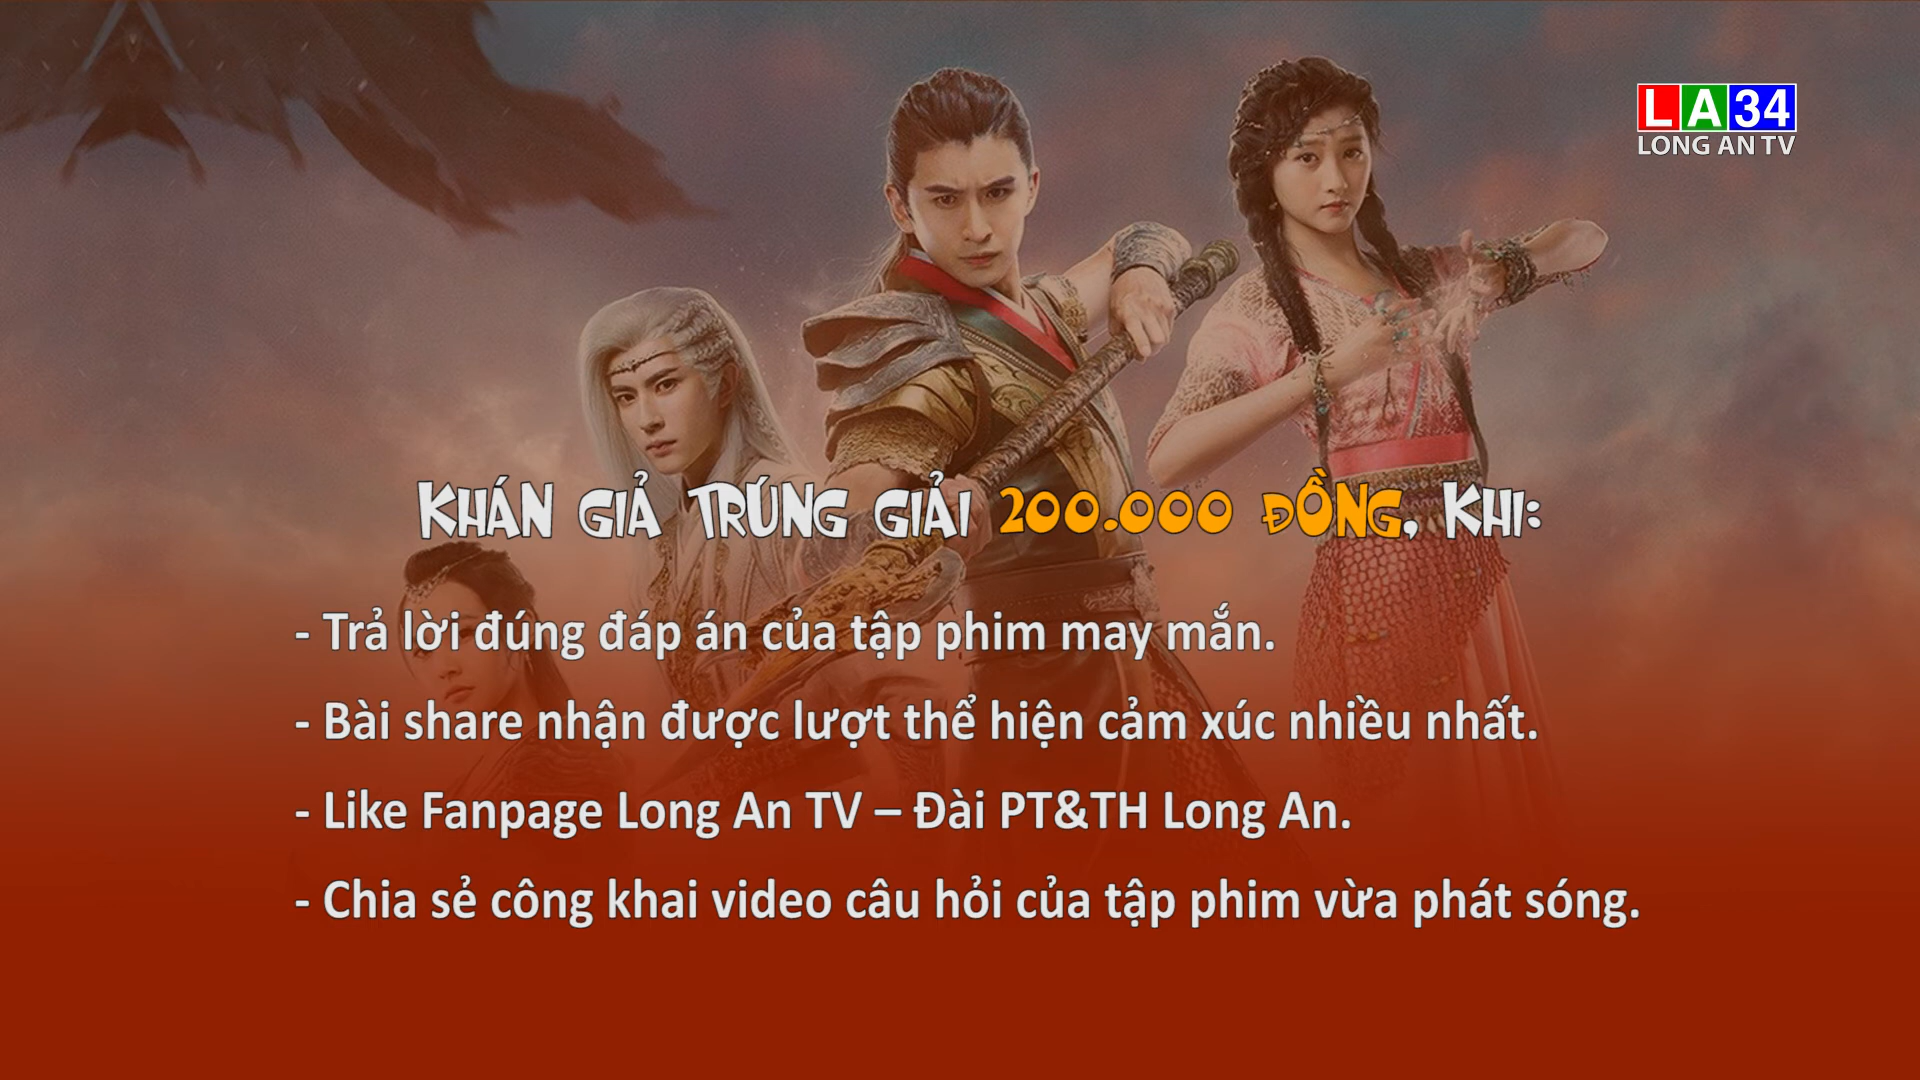 LA34
LONG AN TV
KHÁN GIẢ TRÚNG GIẢI 200.000 ĐỒNG, KHI:
- Trả lời đúng đáp án của tập phim may mắn.
- Bài share nhận được lượt thể hiện cảm xúc nhiều nhất.
- Like Fanpage Long An TV – Đài PT&TH Long An.
- Chia sẻ công khai video câu hỏi của tập phim vừa phát sóng.